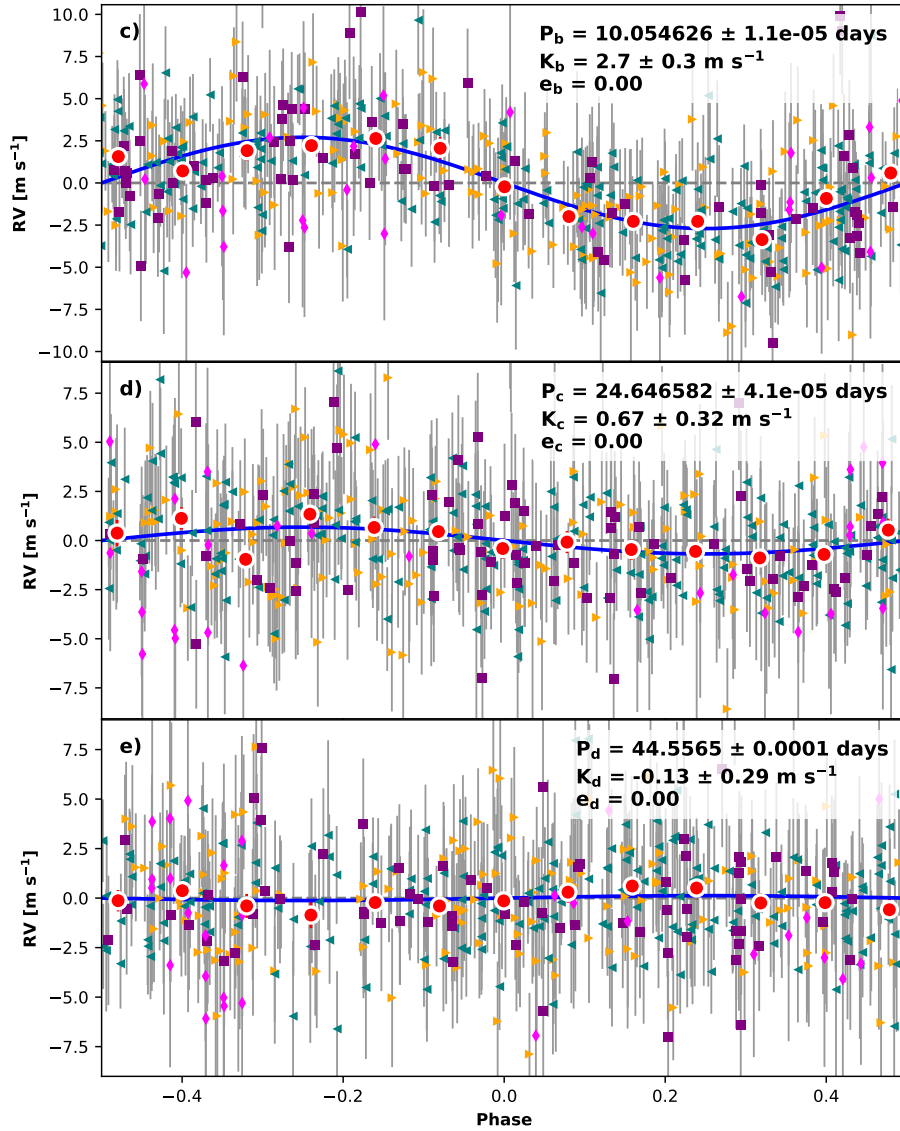 c)
P_b = 10.054626 ± 1.1e-05 days
K_b = 2.7 ± 0.3 m s⁻¹
e_b = 0.00
10.0
7.5
5.0
2.5
0.0
−2.5
−5.0
−7.5
−10.0
RV [m s⁻¹]
d)
P_c = 24.646582 ± 4.1e-05 days
K_c = 0.67 ± 0.32 m s⁻¹
e_c = 0.00
7.5
5.0
2.5
0.0
−2.5
−5.0
−7.5
RV [m s⁻¹]
e)
P_d = 44.5565 ± 0.0001 days
K_d = -0.13 ± 0.29 m s⁻¹
e_d = 0.00
7.5
5.0
2.5
0.0
−2.5
−5.0
−7.5
RV [m s⁻¹]
−0.4 −0.2 0.0 0.2 0.4
Phase